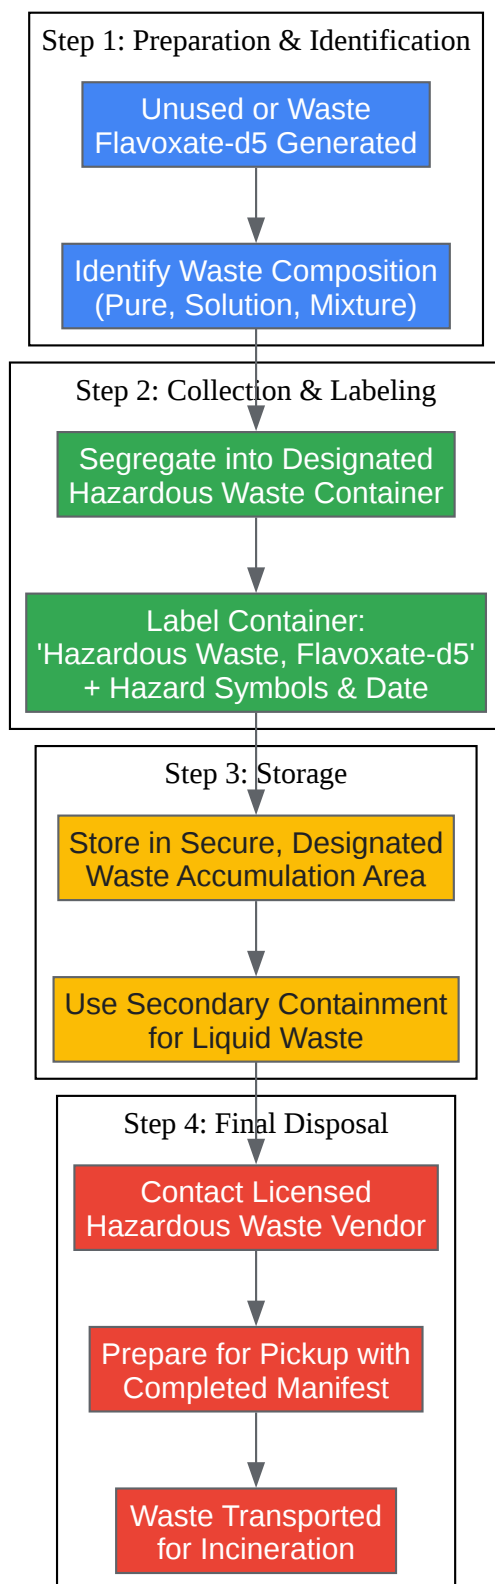 Step 1: Preparation & Identification
Unused or Waste
Flavoxate-d5 Generated
Identify Waste Composition
(Pure, Solution, Mixture)
Step 2: Collection & Labeling
Segregate into Designated
Hazardous Waste Container
Label Container:
'Hazardous Waste, Flavoxate-d5'
+ Hazard Symbols & Date
Step 3: Storage
Store in Secure, Designated
Waste Accumulation Area
Use Secondary Containment
for Liquid Waste
Step 4: Final Disposal
Contact Licensed
Hazardous Waste Vendor
Prepare for Pickup with
Completed Manifest
Waste Transported
for Incineration